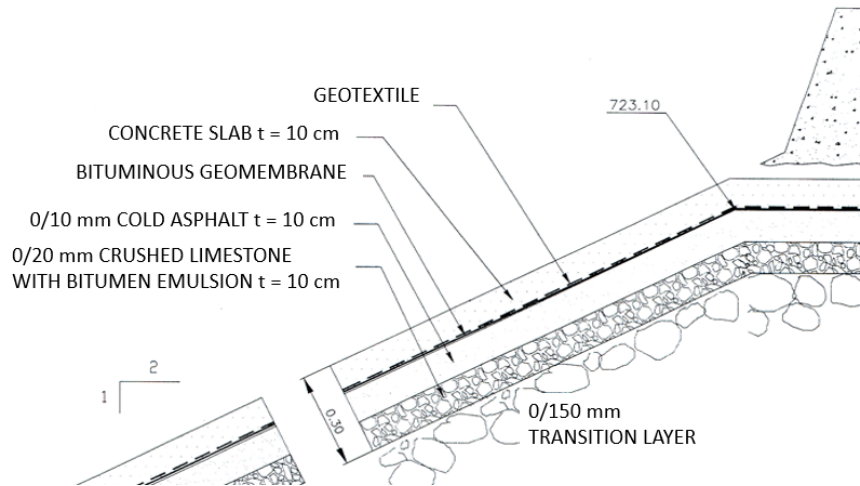 GEOTEXTILE
723.10
CONCRETE SLAB t = 10 cm
BITUMINOUS GEOMEMBRANE
0/10 mm COLD ASPHALT t = 10 cm
0/20 mm CRUSHED LIMESTONE
WITH BITUMEN EMULSION t = 10 cm
2
1
0.30
0/150 mm
TRANSITION LAYER